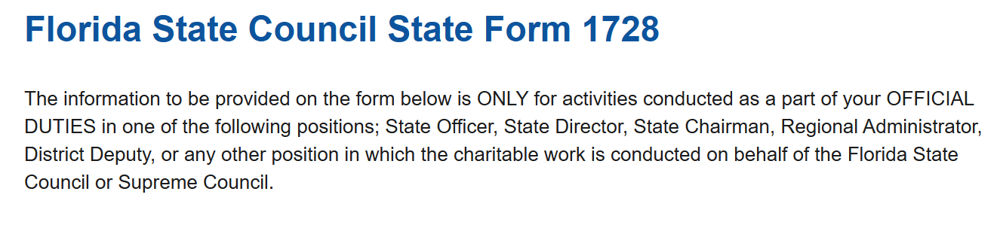 Florida State Council State Form 1728
The information to be provided on the form below is ONLY for activities conducted as a part of your OFFICIAL
DUTIES in one of the following positions; State Officer, State Director, State Chairman, Regional Administrator,
District Deputy, or any other position in which the charitable work is conducted on behalf of the Florida State
Council or Supreme Council.